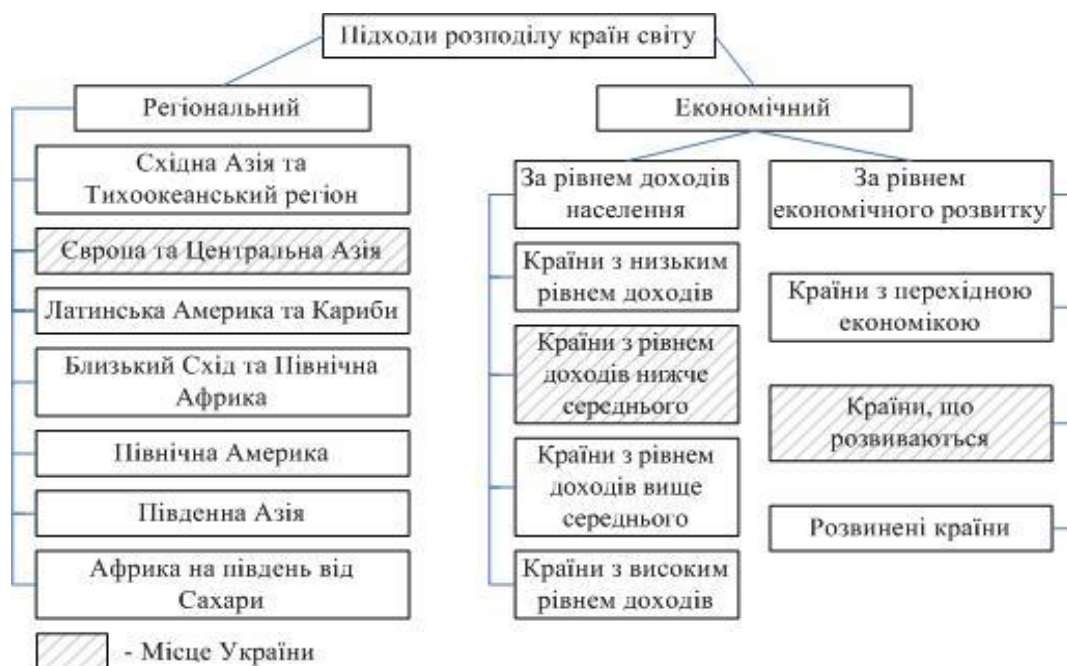 Підходи розподілу країн світу
Регіональний
Східна Азія та
Тихоокеанський регіон
Європа та Центральна Азія
Латинська Америка та Кариби
Близький Схід та Північна
Африка
Північна Америка
Південна Азія
Африка на південь від
Сахари
Економічний
За рівнем доходів
населення
Країни з низьким
рівнем доходів
Країни з рівнем
доходів нижче
середнього
Країни з рівнем
доходів вище
середнього
Країни з високим
рівнем доходів
За рівнем
економічного розвитку
Країни з перехідною
економікою
Країни, що
розвиваються
Розвинені країни
- Місце України